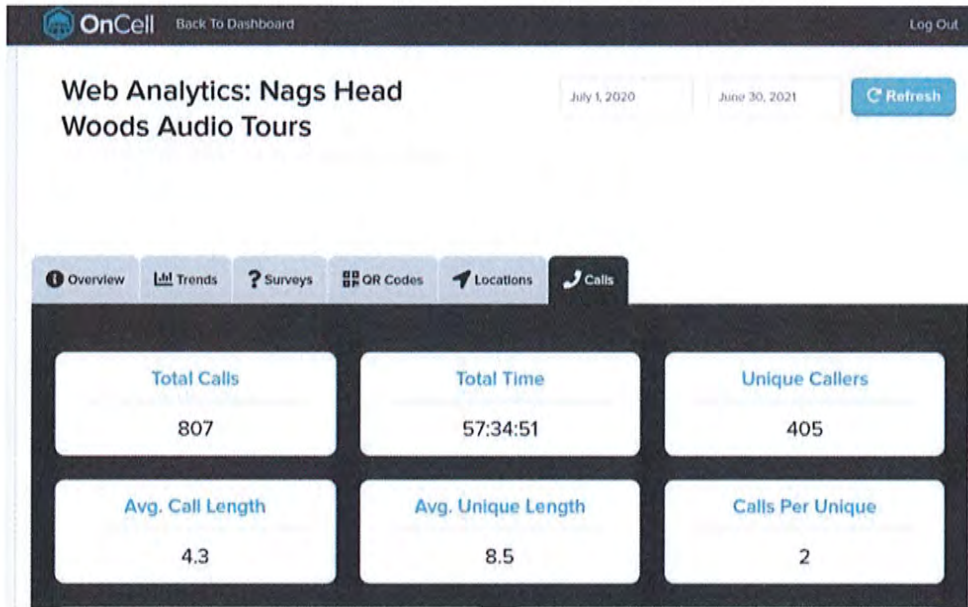 OnCell Back To Dashboard Log Out
Web Analytics: Nags Head
Woods Audio Tours
July 1, 2020 June 30, 2021 Refresh
Overview Trends ? Surveys QR Codes Locations Calls
Total Calls Total Time Unique Callers
807 57:34:51 405
Avg. Call Length Avg. Unique Length Calls Per Unique
4.3 8.5 2